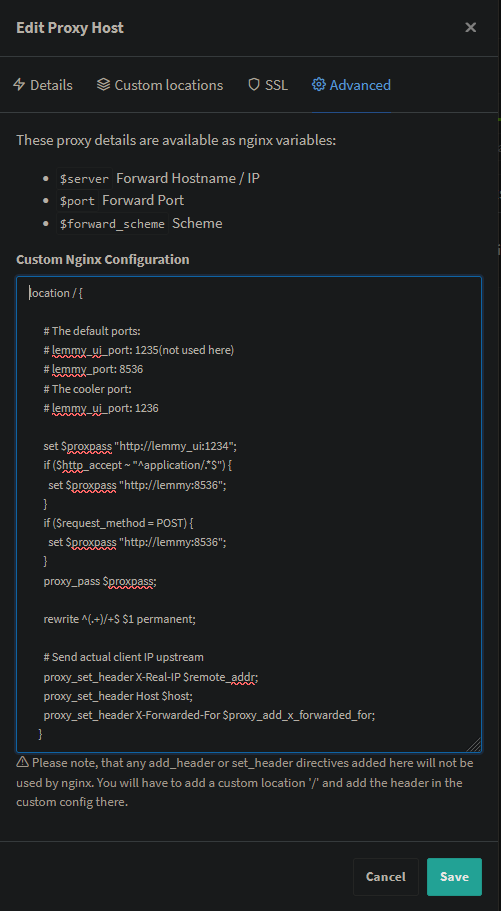 Edit Proxy Host
Details
Custom locations
SSL
Advanced
These proxy details are available as nginx variables:
• $server Forward Hostname / IP
• $port Forward Port
• $forward_scheme Scheme
Custom Nginx Configuration
location / {
# The default ports:
# lemmy_ui_port: 1235(not used here)
# lemmy_port: 8536
# The cooler port:
# lemmy_ui_port: 1236
set $proxpass "http://lemmy_ui:1234";
if ($http_accept ~ "^application/.*$") {
set $proxpass "http://lemmy:8536";
}
if ($request_method = POST) {
set $proxpass "http://lemmy:8536";
}
proxy_pass $proxpass;
rewrite ^(.+)/+$ $1 permanent;
# Send actual client IP upstream
proxy_set_header X-Real-IP $remote_addr;
proxy_set_header Host $host;
proxy_set_header X-Forwarded-For $proxy_add_x_forwarded_for;
}
Please note, that any add_header or set_header directives added here will not be
used by nginx. You will have to add a custom location '/' and add the header in the
custom config there.
Cancel
Save